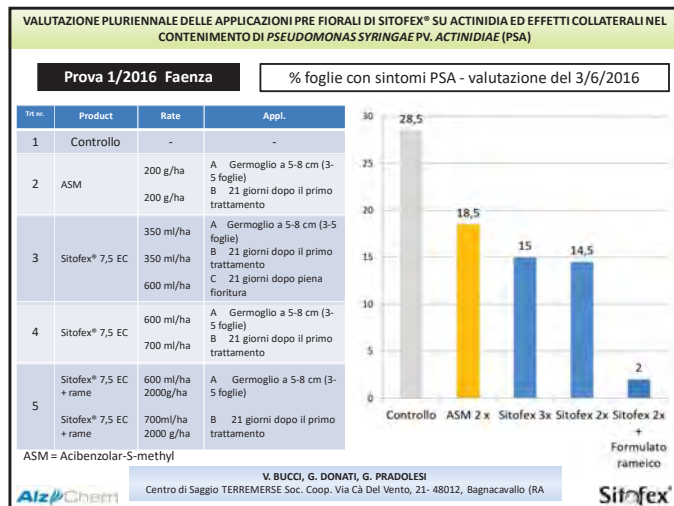 VALUTAZIONE PLURIENNALE DELLE APPLICAZIONI PRE FIORALI DI SITOFEX® SU ACTINIDIA ED EFFETTI COLLATERALI NEL
CONTENIMENTO DI PSEUDOMONAS SYRINGAE PV. ACTINIDIAE (PSA)
Prova 1/2016 Faenza
% foglie con sintomi PSA - valutazione del 3/6/2016
Trt nr. Product Rate Appl.
1 Controllo - -
2 ASM
200 g/ha
200 g/ha
A Germoglio a 5-8 cm (3-
5 foglie)
B 21 giorni dopo il primo
trattamento
3 Sitofex® 7,5 EC
350 ml/ha
350 ml/ha
600 ml/ha
A Germoglio a 5-8 cm (3-5
foglie)
B 21 giorni dopo il primo
trattamento
C 21 giorni dopo piena
fioritura
4 Sitofex® 7,5 EC
600 ml/ha
700 ml/ha
A Germoglio a 5-8 cm (3-
5 foglie)
B 21 giorni dopo il primo
trattamento
5
Sitofex® 7,5 EC
+ rame
Sitofex® 7,5 EC
+ rame
600 ml/ha
2000g/ha
700ml/ha
2000 g/ha
A Germoglio a 5-8 cm (3-
5 foglie)
B 21 giorni dopo il primo
trattamento
ASM = Acibenzolar-S-methyl
30
25
20
15
10
5
0
28,5
18,5
15
14,5
2
Controllo
ASM 2 x
Sitofex 3x
Sitofex 2x
Sitofex 2x
+
Formulato
rameico
V. BUCCI, G. DONATI, G. PRADOLESI
Centro di Saggio TERREMERSE Soc. Coop. Via Cà Del Vento, 21- 48012, Bagnacavallo (RA
AlzChem
Sitofex®